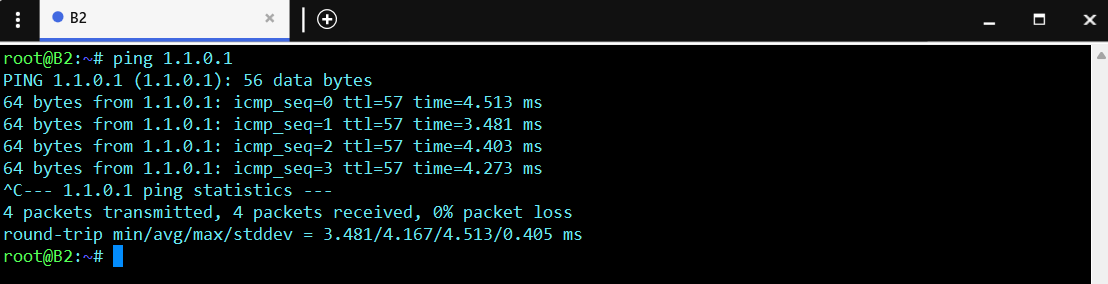 B2
root@B2:~# ping 1.1.0.1
PING 1.1.0.1 (1.1.0.1): 56 data bytes
64 bytes from 1.1.0.1: icmp_seq=0 ttl=57 time=4.513 ms
64 bytes from 1.1.0.1: icmp_seq=1 ttl=57 time=3.481 ms
64 bytes from 1.1.0.1: icmp_seq=2 ttl=57 time=4.403 ms
64 bytes from 1.1.0.1: icmp_seq=3 ttl=57 time=4.273 ms
^C--- 1.1.0.1 ping statistics ---
4 packets transmitted, 4 packets received, 0% packet loss
round-trip min/avg/max/stddev = 3.481/4.167/4.513/0.405 ms
root@B2:~#